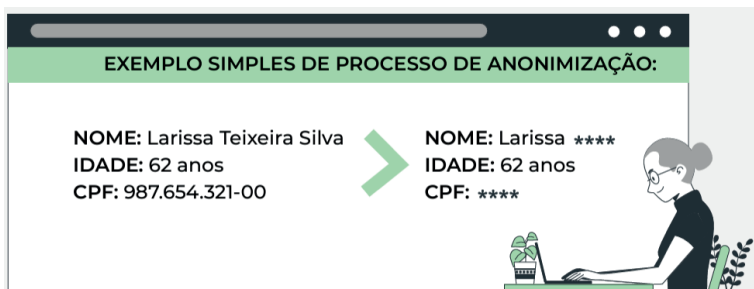 EXEMPLO SIMPLES DE PROCESSO DE ANONIMIZAÇÃO:
NOME: Larissa Teixeira Silva
IDADE: 62 anos
CPF: 987.654.321-00
NOME: Larissa ****
IDADE: 62 anos
CPF: ****